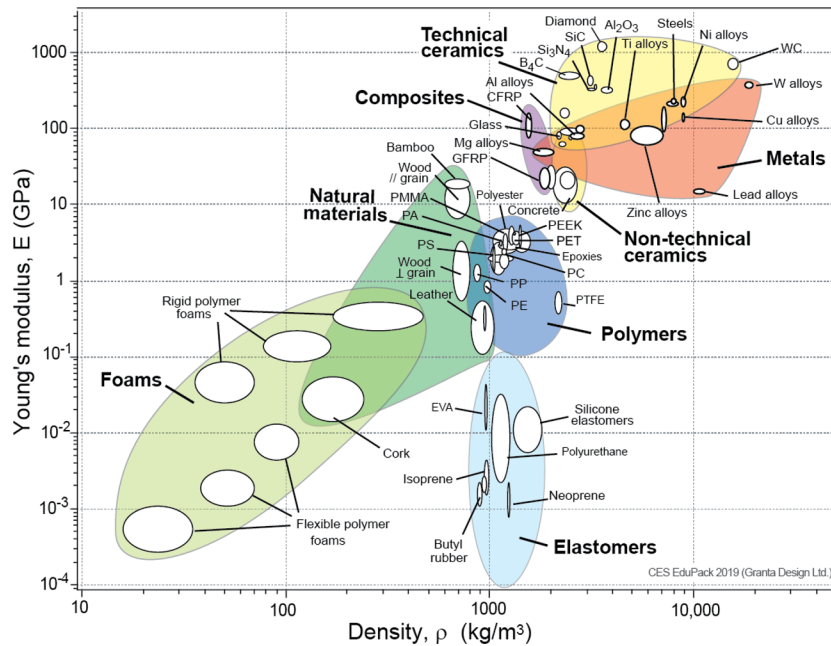 Young's modulus, E (GPa)
1000
100
10
1
10⁻¹
10⁻²
10⁻³
10⁻⁴
Technical
ceramics
Diamond
SiC
Si₃N₄
B₄C
Al₂O₃
Ti alloys
Steels
Ni alloys
WC
W alloys
Cu alloys
Metals
Lead alloys
Zinc alloys
Composites
Al alloys
CFRP
Glass
Mg alloys
GFRP
Bamboo
Wood
// grain
Natural
materials
PMMA
PA
PS
Wood
⊥ grain
Leather
Polyester
Concrete
PEEK
PET
Epoxies
PC
PP
PE
PTFE
Non-technical
ceramics
Polymers
Rigid polymer
foams
Foams
Cork
Flexible polymer
foams
EVA
Silicone
elastomers
Polyurethane
Isoprene
Neoprene
Butyl
rubber
Elastomers
CES EduPack 2019 (Granta Design Ltd.)
10
100
1000
10,000
Density, ρ (kg/m³)